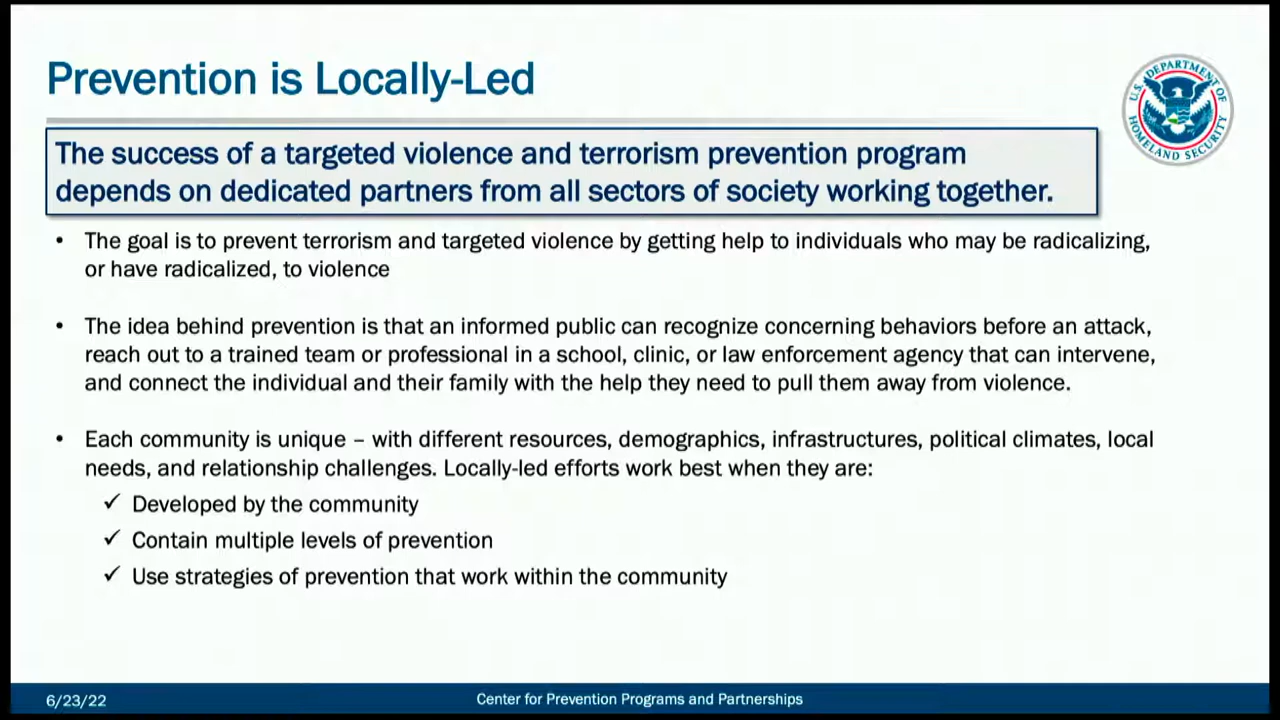 Prevention is Locally-Led
U.S. DEPARTMENT OF
HOMELAND SECURITY
The success of a targeted violence and terrorism prevention program
depends on dedicated partners from all sectors of society working together.
• The goal is to prevent terrorism and targeted violence by getting help to individuals who may be radicalizing,
or have radicalized, to violence
• The idea behind prevention is that an informed public can recognize concerning behaviors before an attack,
reach out to a trained team or professional in a school, clinic, or law enforcement agency that can intervene,
and connect the individual and their family with the help they need to pull them away from violence.
• Each community is unique – with different resources, demographics, infrastructures, political climates, local
needs, and relationship challenges. Locally-led efforts work best when they are:
✓ Developed by the community
✓ Contain multiple levels of prevention
✓ Use strategies of prevention that work within the community
6/23/22
Center for Prevention Programs and Partnerships